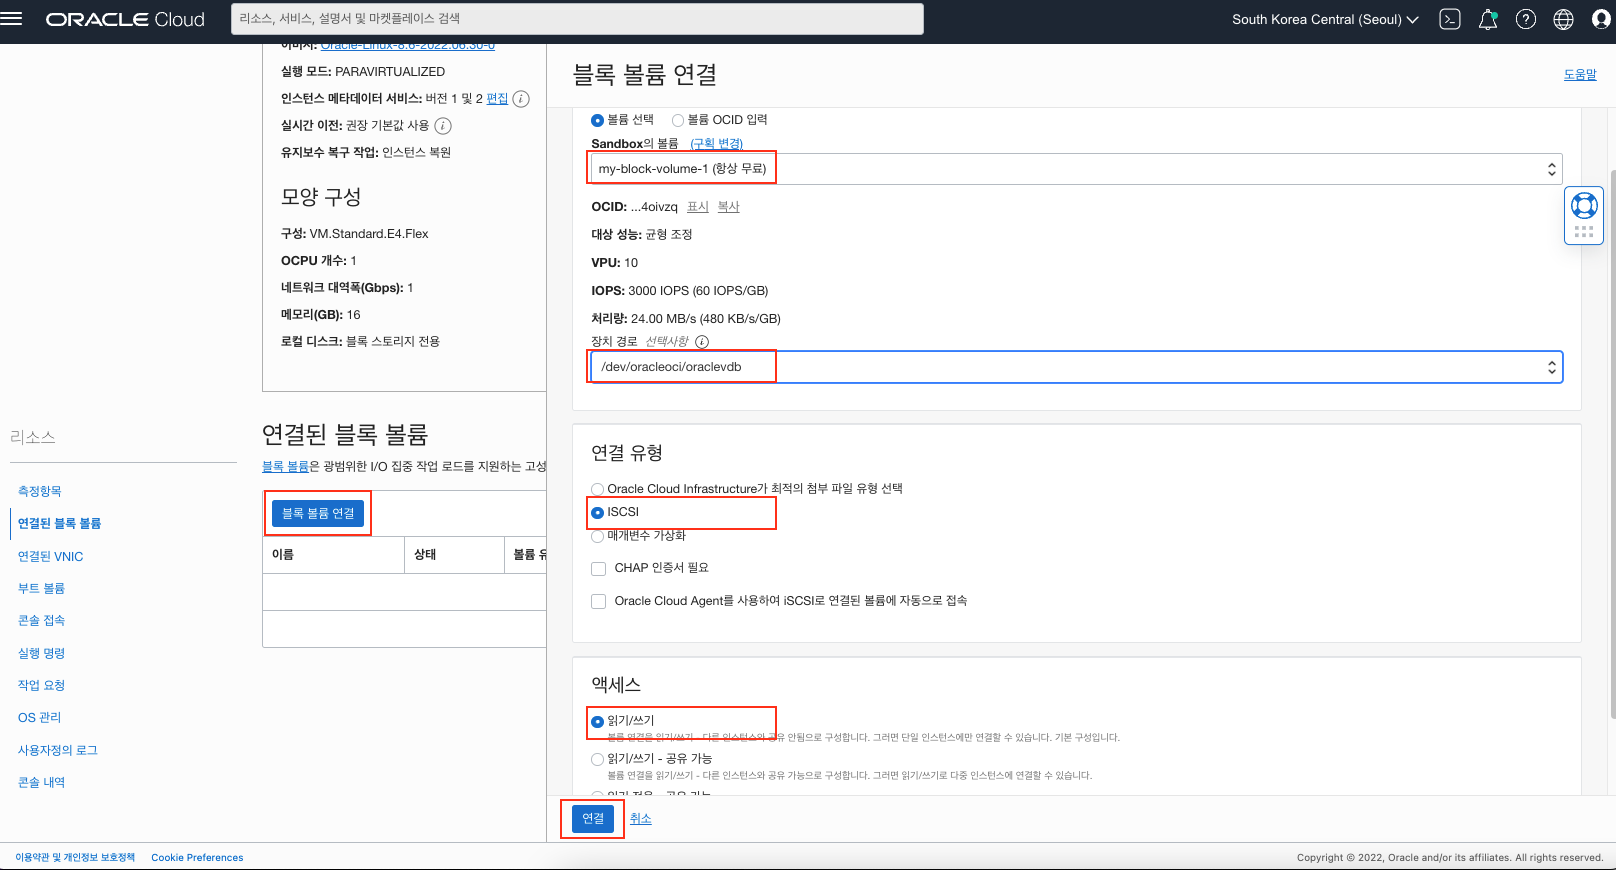 ORACLE Cloud
리소스, 서비스, 설명서 및 마켓플레이스 검색
South Korea Central (Seoul)
이미지: Oracle-Linux-8.6-2022.06.30-0
실행 모드: PARAVIRTUALIZED
인스턴스 메타데이터 서비스: 버전 1 및 2 편집
실시간 이전: 권장 기본값 사용
유지보수 복구 작업: 인스턴스 복원
모양 구성
구성: VM.Standard.E4.Flex
OCPU 개수: 1
네트워크 대역폭(Gbps): 1
메모리(GB): 16
로컬 디스크: 블록 스토리지 전용
리소스
측정항목
연결된 블록 볼륨
연결된 VNIC
부트 볼륨
콘솔 접속
실행 명령
작업 요청
OS 관리
사용자정의 로그
콘솔 내역
연결된 블록 볼륨
블록 볼륨은 광범위한 I/O 집중 작업 로드를 지원하는 고성
블록 볼륨 연결
이름 상태 볼륨 유
블록 볼륨 연결
도움말
볼륨 선택 볼륨 OCID 입력
Sandbox의 볼륨 (구획 변경)
my-block-volume-1 (항상 무료)
OCID: ...4oivzq 표시 복사
대상 성능: 균형 조정
VPU: 10
IOPS: 3000 IOPS (60 IOPS/GB)
처리량: 24.00 MB/s (480 KB/s/GB)
장치 경로 선택사항
/dev/oracleoci/oraclevdb
연결 유형
Oracle Cloud Infrastructure가 최적의 첨부 파일 유형 선택
ISCSI
매개변수 가상화
CHAP 인증서 필요
Oracle Cloud Agent를 사용하여 iSCSI로 연결된 볼륨에 자동으로 접속
액세스
읽기/쓰기
볼륨 연결을 읽기/쓰기 - 다른 인스턴스와 공유 안됨으로 구성합니다. 그러면 단일 인스턴스에만 연결할 수 있습니다. 기본 구성입니다.
읽기/쓰기 - 공유 가능
볼륨 연결을 읽기/쓰기 - 다른 인스턴스와 공유 가능으로 구성합니다. 그러면 읽기/쓰기로 다중 인스턴스에 연결할 수 있습니다.
읽기 전용 - 공유 가능
연결 취소
이용약관 및 개인정보 보호정책 Cookie Preferences
Copyright © 2022, Oracle and/or its affiliates. All rights reserved.